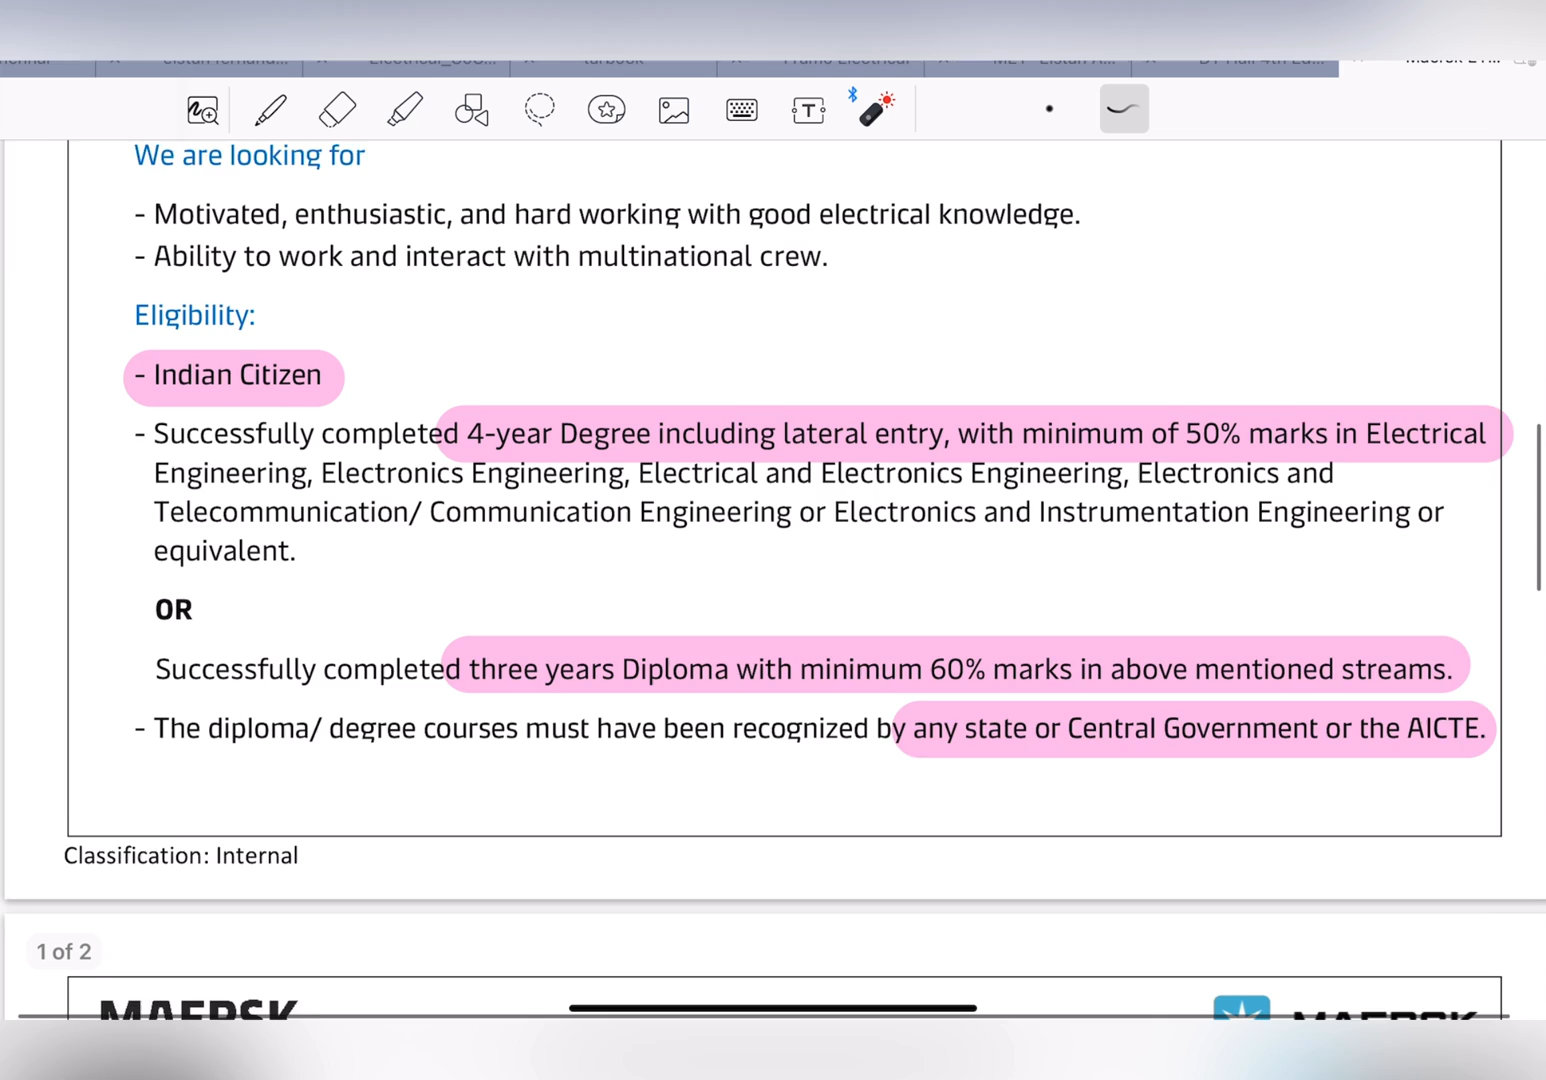 We are looking for
- Motivated, enthusiastic, and hard working with good electrical knowledge.
- Ability to work and interact with multinational crew.
Eligibility:
- Indian Citizen
- Successfully completed 4-year Degree including lateral entry, with minimum of 50% marks in Electrical
Engineering, Electronics Engineering, Electrical and Electronics Engineering, Electronics and
Telecommunication/ Communication Engineering or Electronics and Instrumentation Engineering or
equivalent.
OR
Successfully completed three years Diploma with minimum 60% marks in above mentioned streams.
- The diploma/ degree courses must have been recognized by any state or Central Government or the AICTE.
Classification: Internal
1 of 2
MAERSK
MAERSK